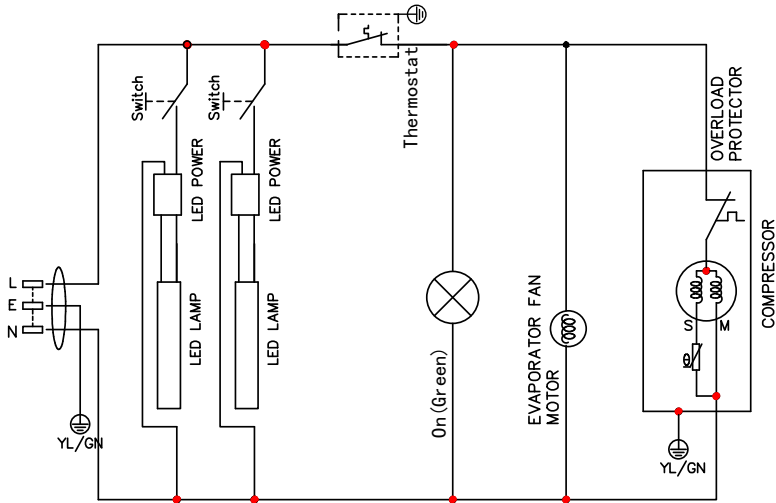 Switch
Switch
Thermostat
OVERLOAD
PROTECTOR
LED POWER
LED POWER
L
E
N
LED LAMP
LED LAMP
On(Green)
EVAPORATOR FAN
MOTOR
COMPRESSOR
S
M
θ
YL/GN
YL/GN